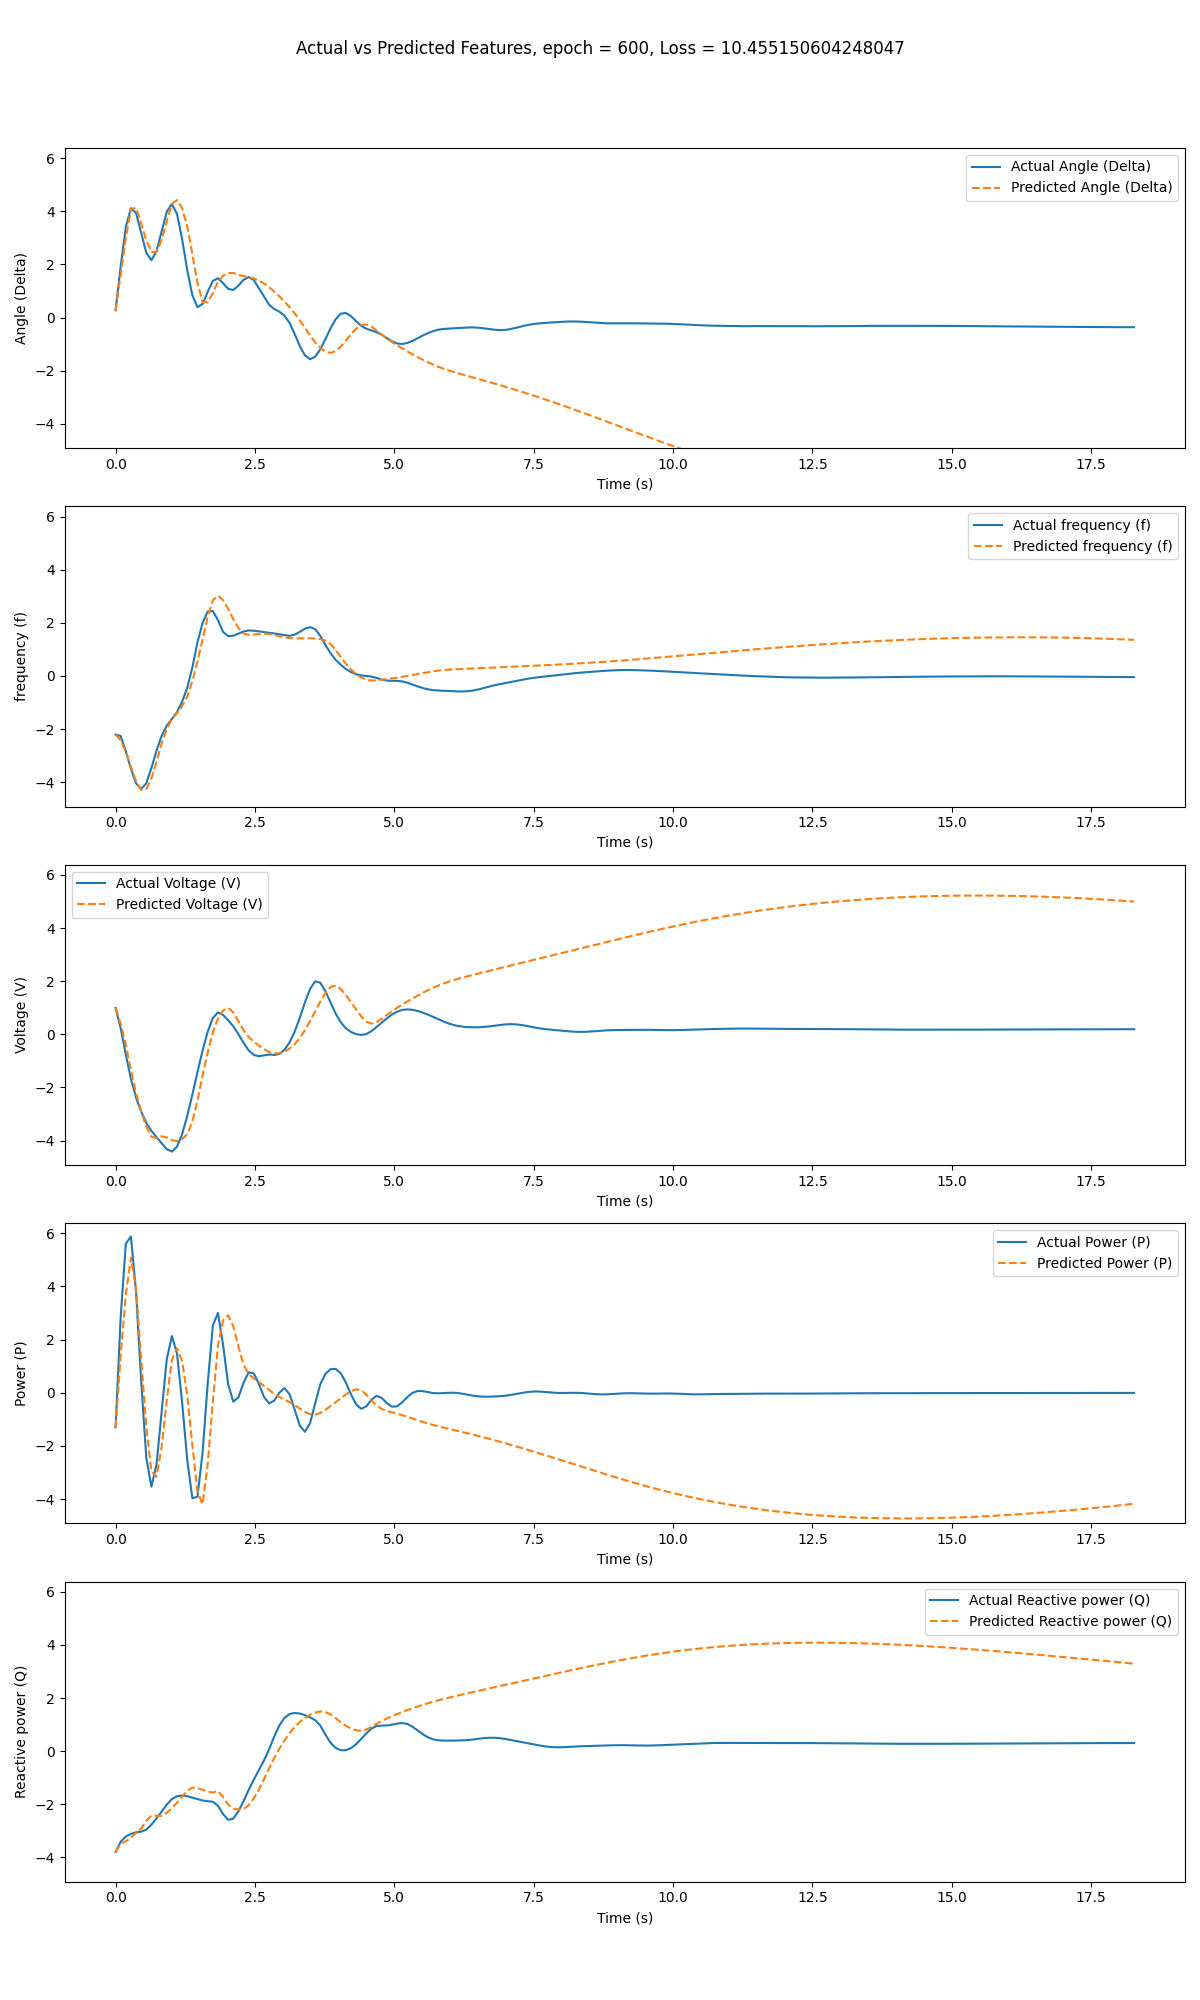 Actual vs Predicted Features, epoch = 600, Loss = 10.455150604248047
Actual Angle (Delta)
Predicted Angle (Delta)
Angle (Delta)
6
4
2
0
−2
−4
0.0 2.5 5.0 7.5 10.0 12.5 15.0 17.5
Time (s)
Actual frequency (f)
Predicted frequency (f)
frequency (f)
6
4
2
0
−2
−4
0.0 2.5 5.0 7.5 10.0 12.5 15.0 17.5
Time (s)
Actual Voltage (V)
Predicted Voltage (V)
Voltage (V)
6
4
2
0
−2
−4
0.0 2.5 5.0 7.5 10.0 12.5 15.0 17.5
Time (s)
Actual Power (P)
Predicted Power (P)
Power (P)
6
4
2
0
−2
−4
0.0 2.5 5.0 7.5 10.0 12.5 15.0 17.5
Time (s)
Actual Reactive power (Q)
Predicted Reactive power (Q)
Reactive power (Q)
6
4
2
0
−2
−4
0.0 2.5 5.0 7.5 10.0 12.5 15.0 17.5
Time (s)